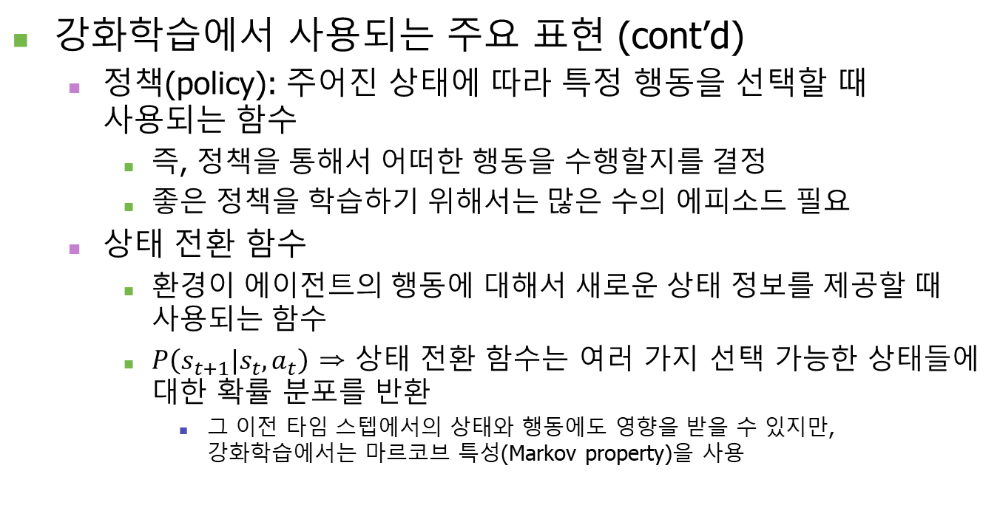 강화학습에서 사용되는 주요 표현 (cont’d)
정책(policy): 주어진 상태에 따라 특정 행동을 선택할 때
사용되는 함수
즉, 정책을 통해서 어떠한 행동을 수행할지를 결정
좋은 정책을 학습하기 위해서는 많은 수의 에피소드 필요
상태 전환 함수
환경이 에이전트의 행동에 대해서 새로운 상태 정보를 제공할 때
사용되는 함수
𝑃(𝑠_{𝑡+1}|𝑠_𝑡, 𝑎_𝑡) ⇒ 상태 전환 함수는 여러 가지 선택 가능한 상태들에
대한 확률 분포를 반환
그 이전 타임 스텝에서의 상태와 행동에도 영향을 받을 수 있지만,
강화학습에서는 마르코브 특성(Markov property)을 사용